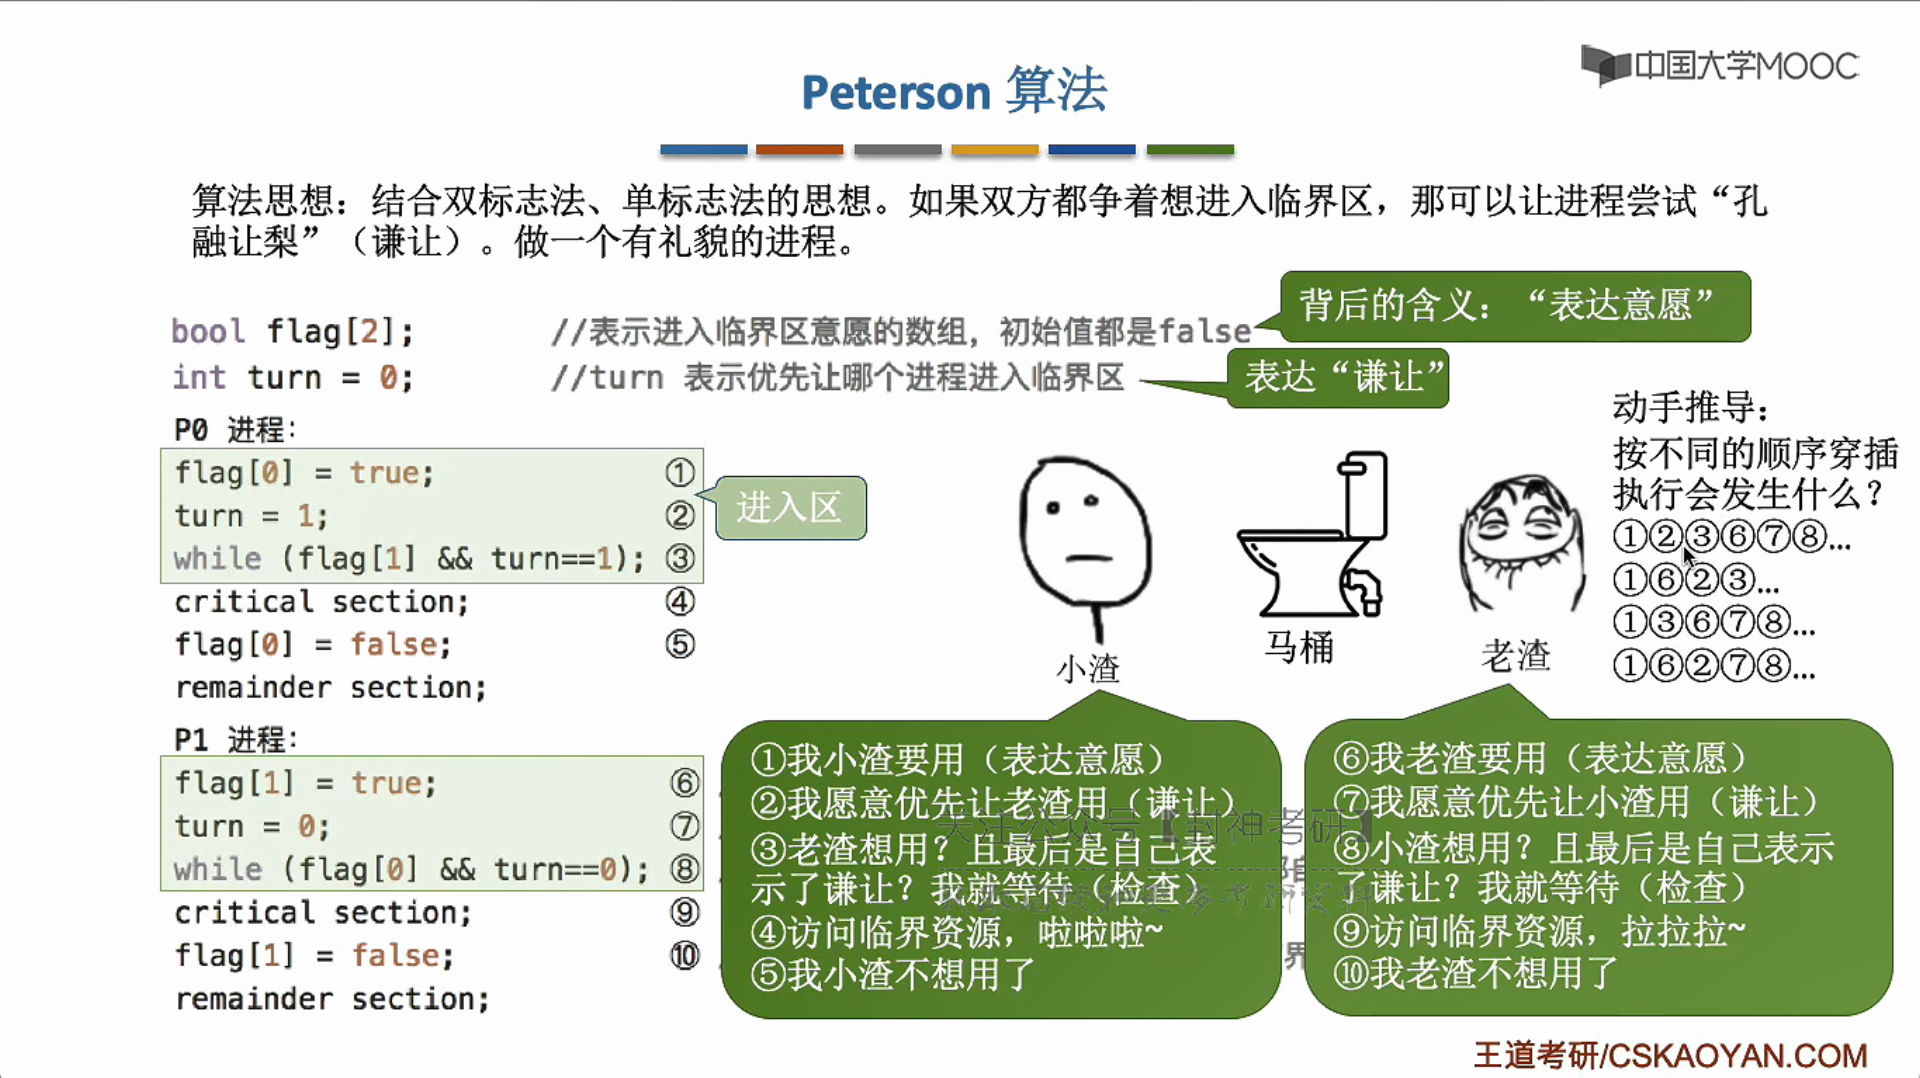 中国大学MOOC
Peterson 算法
算法思想：结合双标志法、单标志法的思想。如果双方都争着想进入临界区，那可以让进程尝试“孔
融让梨”（谦让）。做一个有礼貌的进程。
背后的含义：“表达意愿”
bool flag[2]; //表示进入临界区意愿的数组，初始值都是false
int turn = 0; //turn 表示优先让哪个进程进入临界区
表达“谦让”
P0 进程：
flag[0] = true; ①
turn = 1; ②
while (flag[1] && turn==1); ③
critical section; ④
flag[0] = false; ⑤
remainder section;
进入区
P1 进程：
flag[1] = true; ⑥
turn = 0; ⑦
while (flag[0] && turn==0); ⑧
critical section; ⑨
flag[1] = false; ⑩
remainder section;
小渣
马桶
老渣
动手推导：
按不同的顺序穿插
执行会发生什么？
①②③⑥⑦⑧...
①⑥②③...
①③⑥⑦⑧...
①⑥②⑦⑧...
①我小渣要用（表达意愿）
②我愿意优先让老渣用（谦让）
③老渣想用？且最后是自己表
示了谦让？我就等待（检查）
④访问临界资源，啦啦啦~
⑤我小渣不想用了
⑥我老渣要用（表达意愿）
⑦我愿意优先让小渣用（谦让）
⑧小渣想用？且最后是自己表示
了谦让？我就等待（检查）
⑨访问临界资源，拉拉拉~
⑩我老渣不想用了
关注公众号【封神考研】
界
王道考研/CSKAOYAN.COM